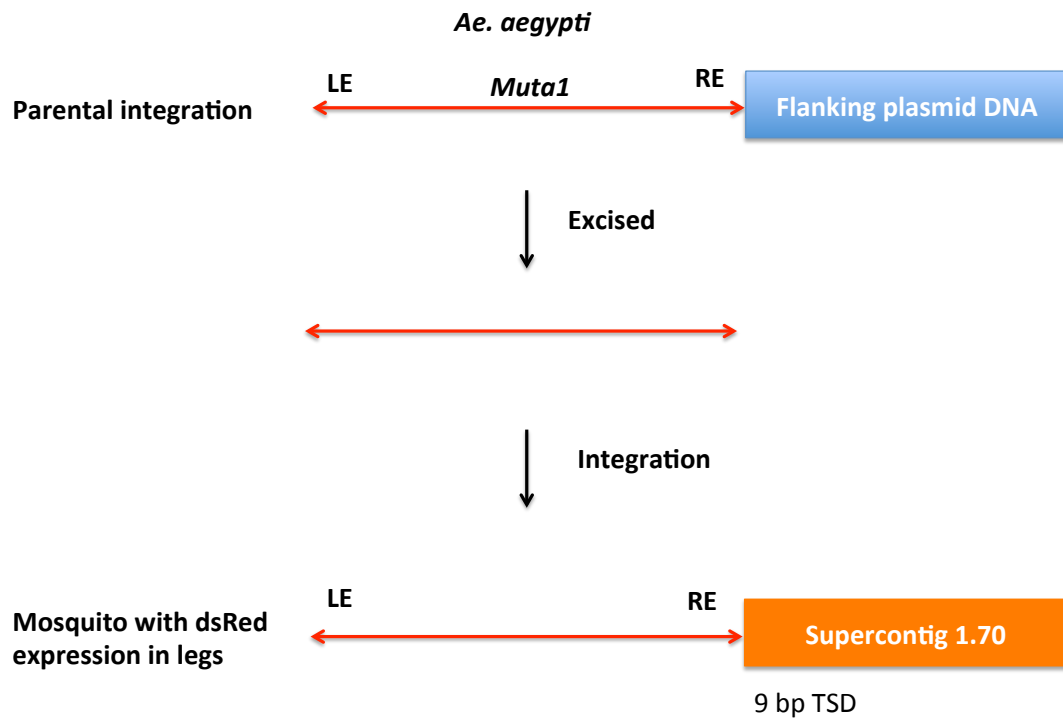 Ae. aegypti
LE Muta1 RE
Parental integration
Flanking plasmid DNA
Excised
Integration
LE RE
Mosquito with dsRed
expression in legs
Supercontig 1.70
9 bp TSD